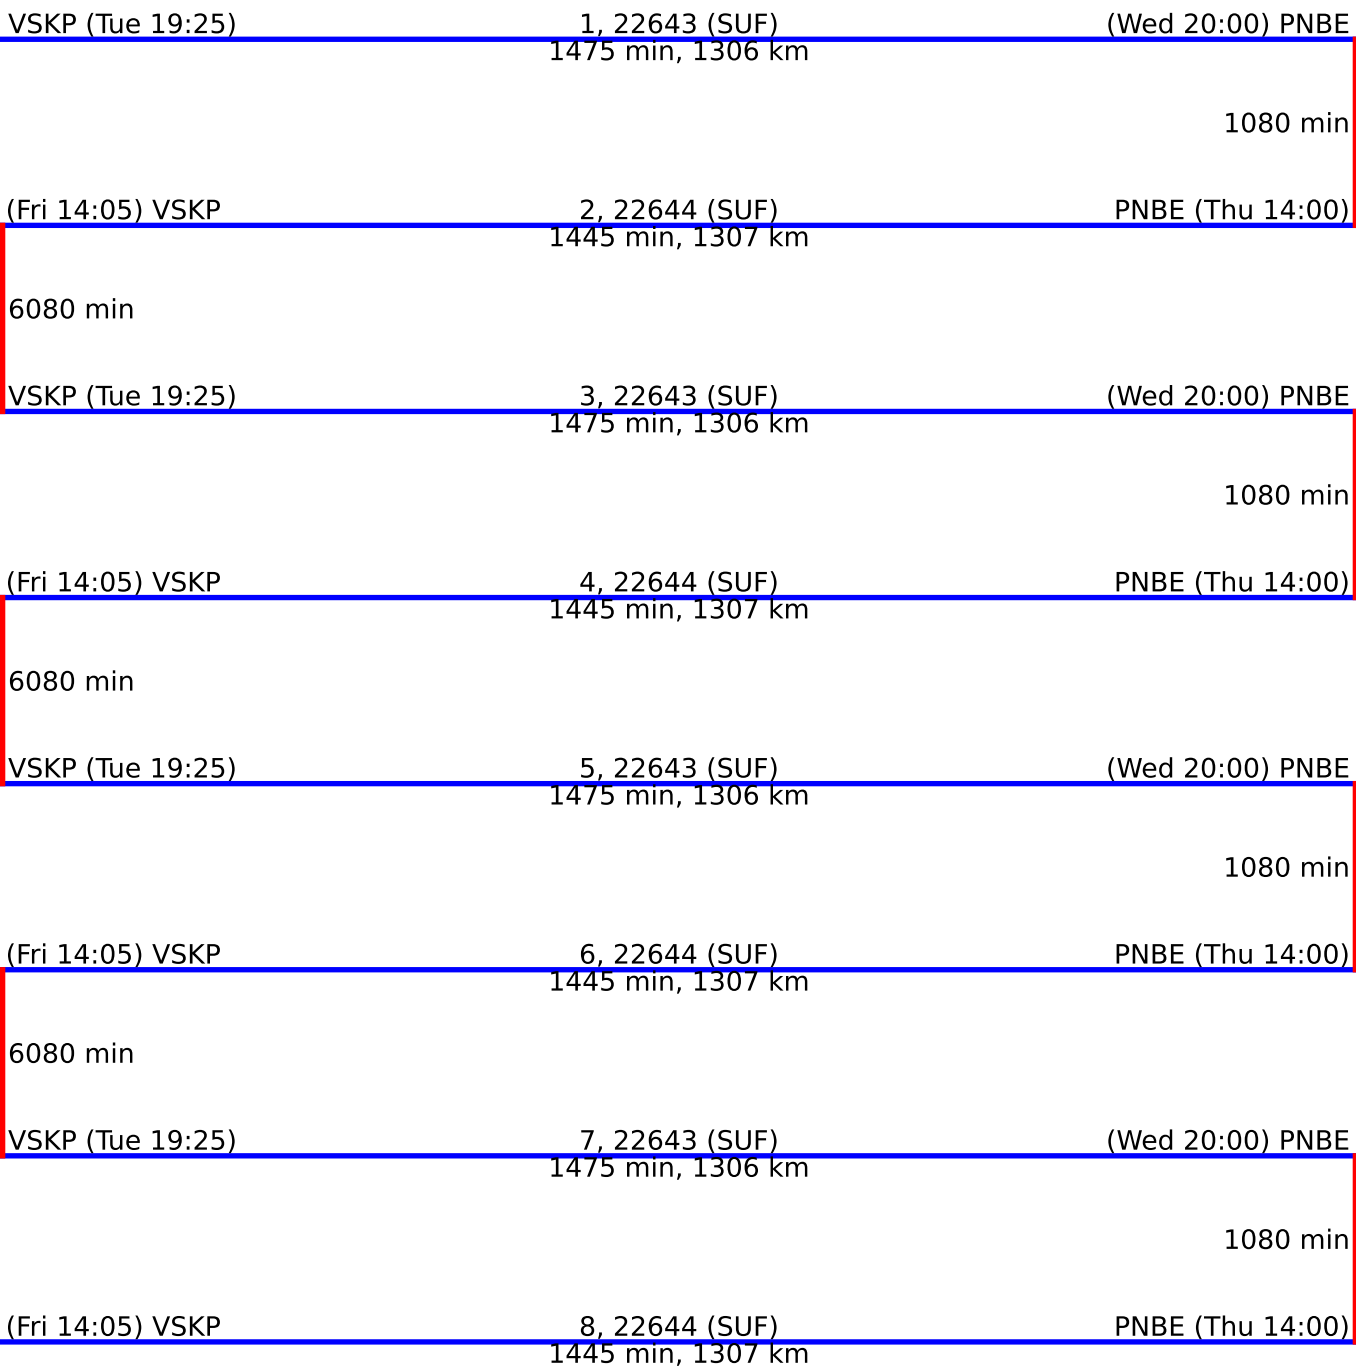 VSKP (Tue 19:25) 1, 22643 (SUF) (Wed 20:00) PNBE
1475 min, 1306 km
1080 min
(Fri 14:05) VSKP 2, 22644 (SUF) PNBE (Thu 14:00)
1445 min, 1307 km
6080 min
VSKP (Tue 19:25) 3, 22643 (SUF) (Wed 20:00) PNBE
1475 min, 1306 km
1080 min
(Fri 14:05) VSKP 4, 22644 (SUF) PNBE (Thu 14:00)
1445 min, 1307 km
6080 min
VSKP (Tue 19:25) 5, 22643 (SUF) (Wed 20:00) PNBE
1475 min, 1306 km
1080 min
(Fri 14:05) VSKP 6, 22644 (SUF) PNBE (Thu 14:00)
1445 min, 1307 km
6080 min
VSKP (Tue 19:25) 7, 22643 (SUF) (Wed 20:00) PNBE
1475 min, 1306 km
1080 min
(Fri 14:05) VSKP 8, 22644 (SUF) PNBE (Thu 14:00)
1445 min, 1307 km